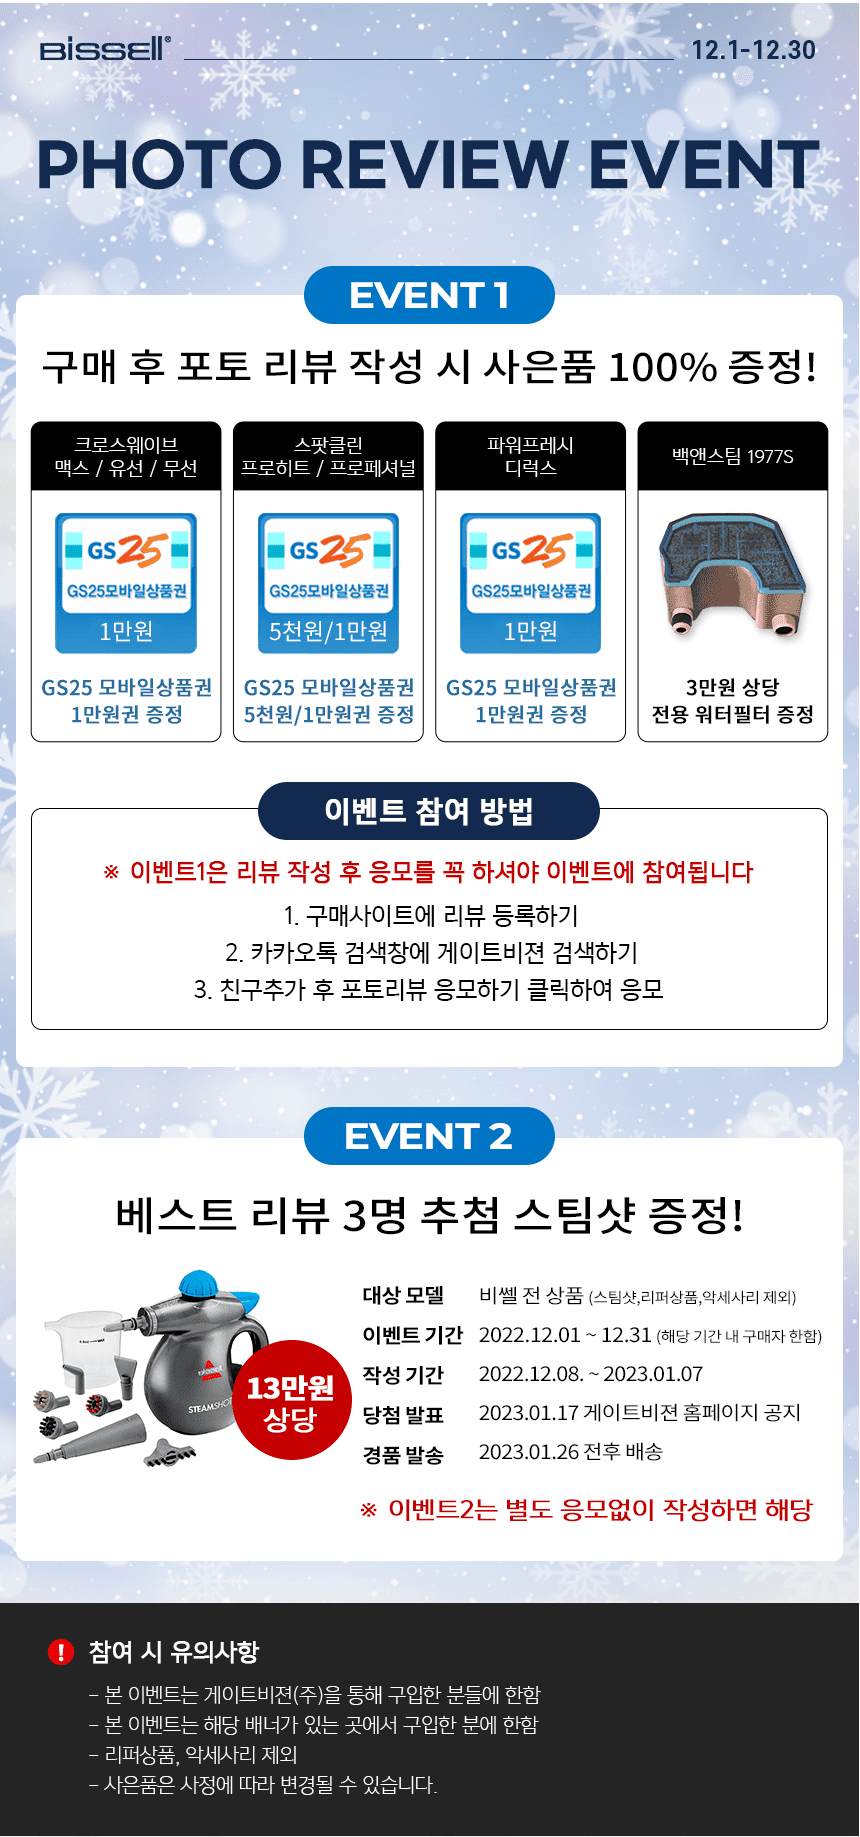 BISSELL®
12.1-12.30
PHOTO REVIEW EVENT
EVENT 1
구매 후 포토 리뷰 작성 시 사은품 100% 증정!
크로스웨이브
맥스 / 유선 / 무선
GS25
GS25모바일상품권
1만원
GS25 모바일상품권
1만원권 증정
스팟클린
프로히트 / 프로페셔널
GS25
GS25모바일상품권
5천원/1만원
GS25 모바일상품권
5천원/1만원권 증정
파워프레시
디럭스
GS25
GS25모바일상품권
1만원
GS25 모바일상품권
1만원권 증정
백앤스팀 1977S
3만원 상당
전용 워터필터 증정
이벤트 참여 방법
※ 이벤트1은 리뷰 작성 후 응모를 꼭 하셔야 이벤트에 참여됩니다
1. 구매사이트에 리뷰 등록하기
2. 카카오톡 검색창에 게이트비젼 검색하기
3. 친구추가 후 포토리뷰 응모하기 클릭하여 응모
EVENT 2
베스트 리뷰 3명 추첨 스팀샷 증정!
BISSELL
STEAMSHOT
13만원
상당
대상 모델 비쎌 전 상품 (스팀샷,리퍼상품,악세사리 제외)
이벤트 기간 2022.12.01 ~ 12.31 (해당 기간 내 구매자 한함)
작성 기간 2022.12.08. ~ 2023.01.07
당첨 발표 2023.01.17 게이트비젼 홈페이지 공지
경품 발송 2023.01.26 전후 배송
※ 이벤트2는 별도 응모없이 작성하면 해당
! 참여 시 유의사항
- 본 이벤트는 게이트비젼(주)을 통해 구입한 분들에 한함
- 본 이벤트는 해당 배너가 있는 곳에서 구입한 분에 한함
- 리퍼상품, 악세사리 제외
- 사은품은 사정에 따라 변경될 수 있습니다.